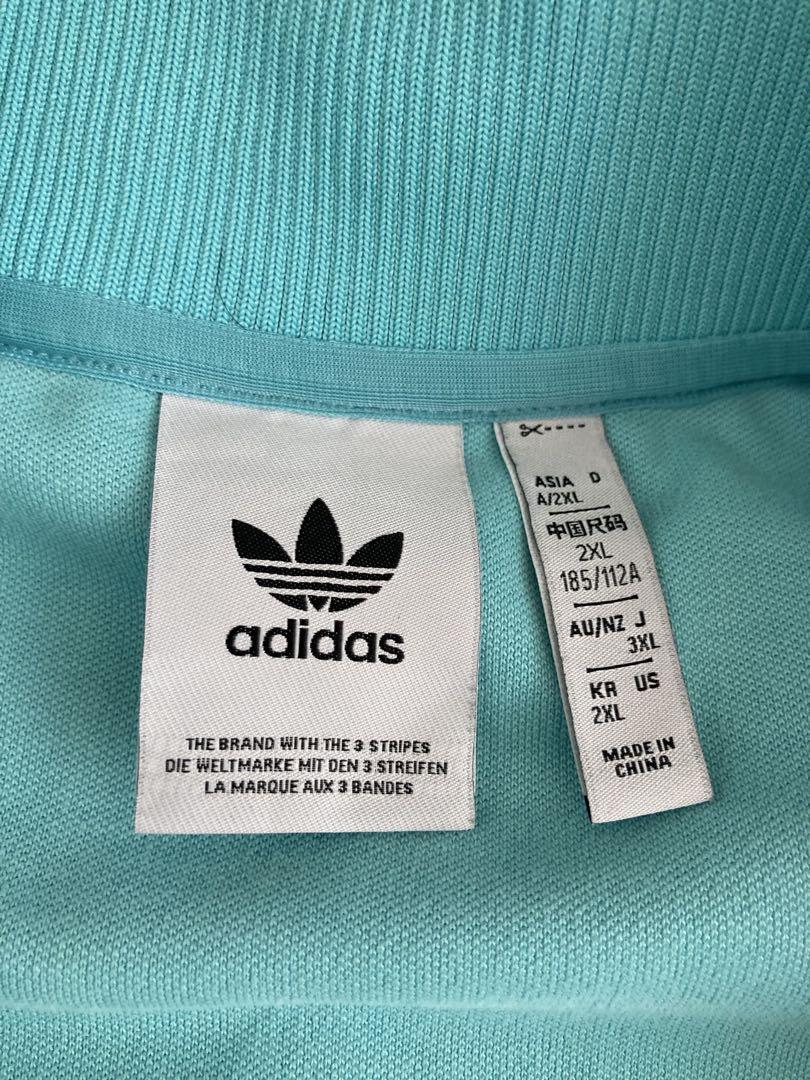 adidas
THE BRAND WITH THE 3 STRIPES
DIE WELTMARKE MIT DEN 3 STREIFEN
LA MARQUE AUX 3 BANDES
ASIA D
A/2XL
中国尺码
2XL
185/112A
AU/NZ J
3XL
KR US
2XL
MADE IN
CHINA